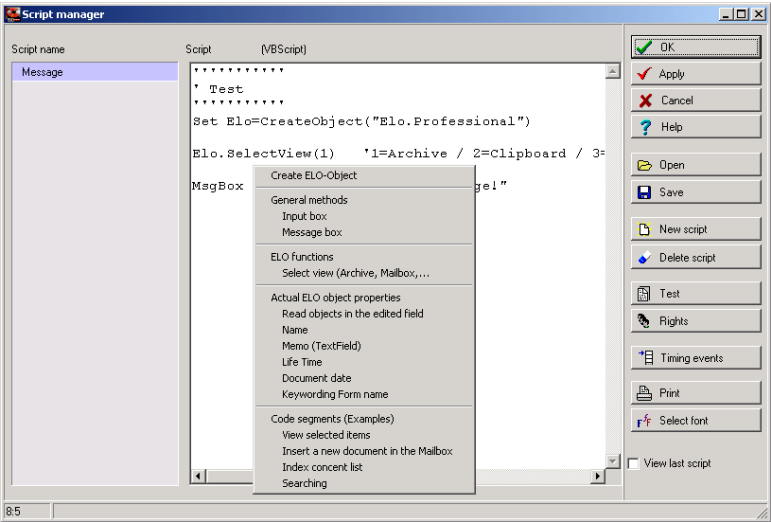 Script manager
Script name
Script (VBScript)
Message
'''''''''''
' Test
'''''''''''
Set Elo=CreateObject("Elo.Professional")
Elo.SelectView(1) '1=Archive / 2=Clipboard / 3=
MsgBox
ge!"
Create ELO-Object
General methods
Input box
Message box
ELO functions
Select view (Archive, Mailbox,...
Actual ELO object properties
Read objects in the edited field
Name
Memo (TextField)
Life Time
Document date
Keywording Form name
Code segments (Examples)
View selected items
Insert a new document in the Mailbox
Index concent list
Searching
OK
Apply
Cancel
Help
Open
Save
New script
Delete script
Test
Rights
Timing events
Print
Select font
View last script
8:5